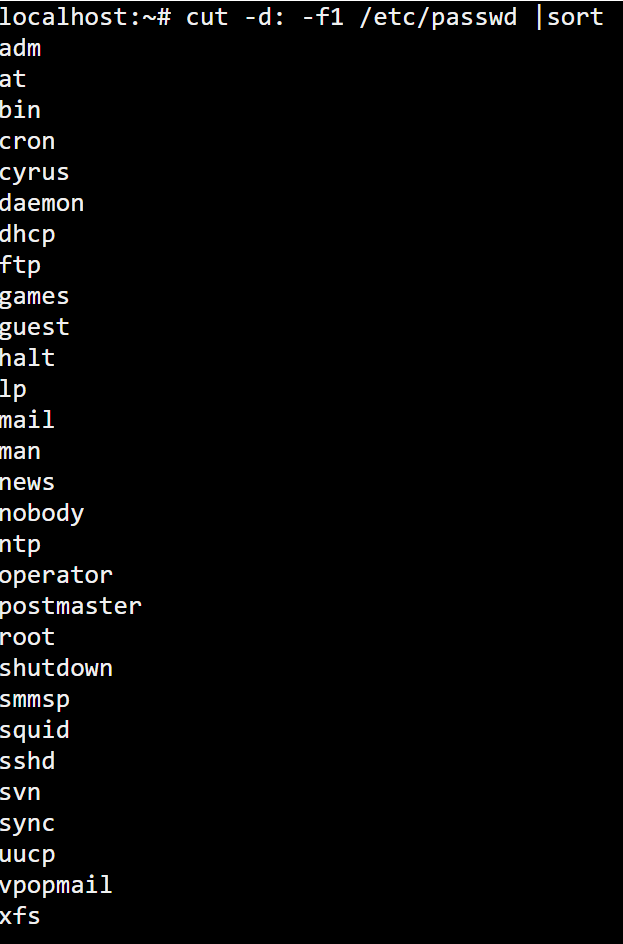 localhost:~# cut -d: -f1 /etc/passwd |sort
adm
at
bin
cron
cyrus
daemon
dhcp
ftp
games
guest
halt
lp
mail
man
news
nobody
ntp
operator
postmaster
root
shutdown
smmsp
squid
sshd
svn
sync
uucp
vpopmail
xfs